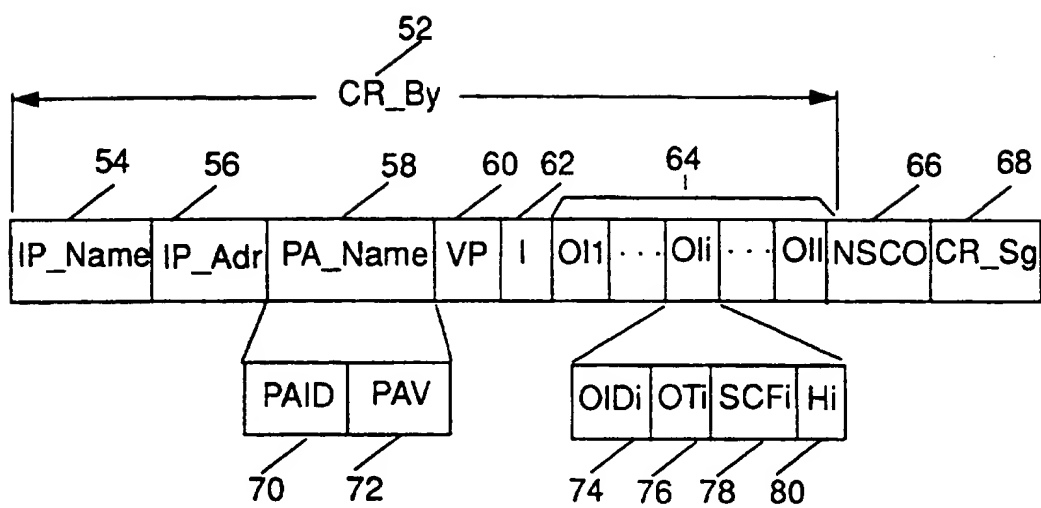 52
CR_By
54 56 58 60 62 64 66 68
IP_Name IP_Adr PA_Name VP I OI1 ··· OIi ··· OII NSCO CR_Sg
PAID PAV OIDi OTi SCFi Hi
70 72 74 76 78 80